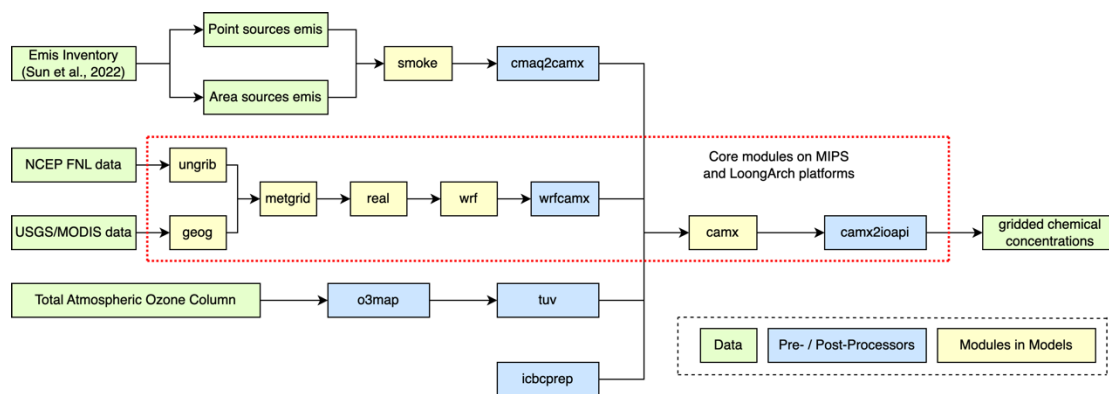 Emis Inventory
(Sun et al., 2022)
Point sources emis
Area sources emis
smoke
cmaq2camx
NCEP FNL data
ungrib
Core modules on MIPS
and LoongArch platforms
metgrid
real
wrf
wrfcamx
USGS/MODIS data
geog
camx
camx2ioapi
gridded chemical
concentrations
Total Atmospheric Ozone Column
o3map
tuv
icbcprep
Data
Pre- / Post-Processors
Modules in Models